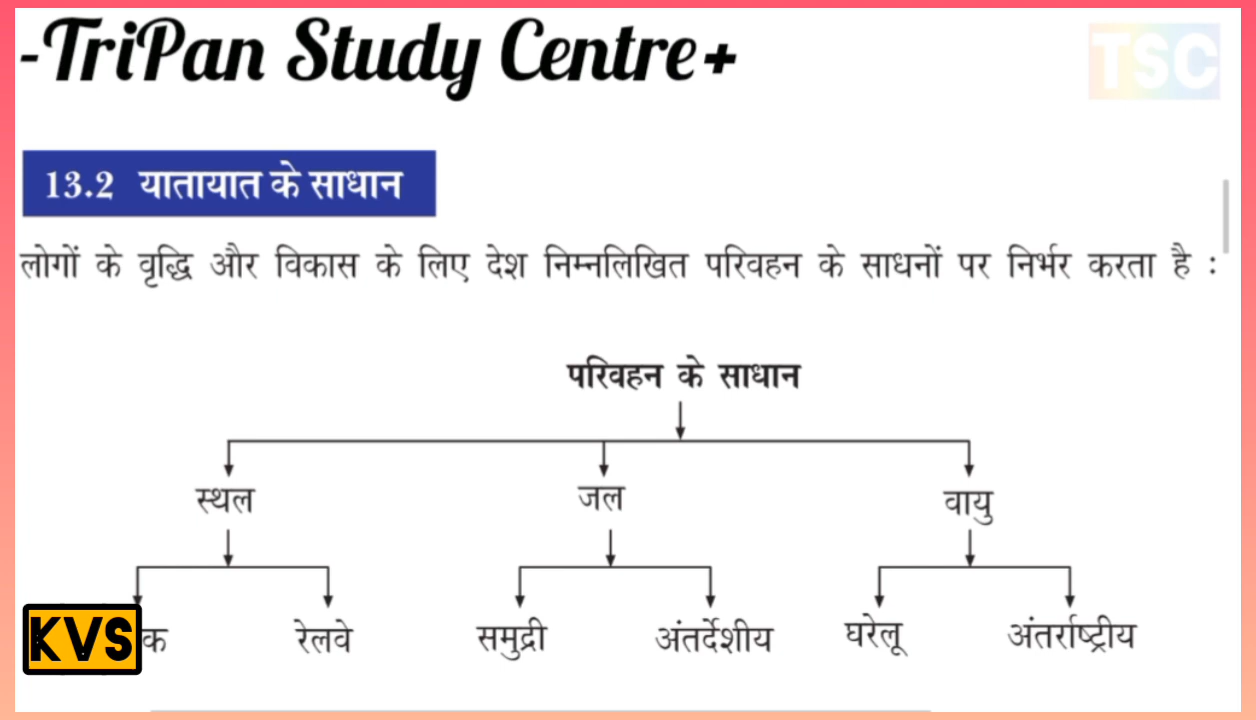 -TriPan Study Centre+
TSC
13.2 यातायात के साधान
लोगों के वृद्धि और विकास के लिए देश निम्नलिखित परिवहन के साधनों पर निर्भर करता है :
परिवहन के साधान
स्थल जल वायु
क रेलवे समुद्री अंतर्देशीय घरेलू अंतर्राष्ट्रीय
KVS